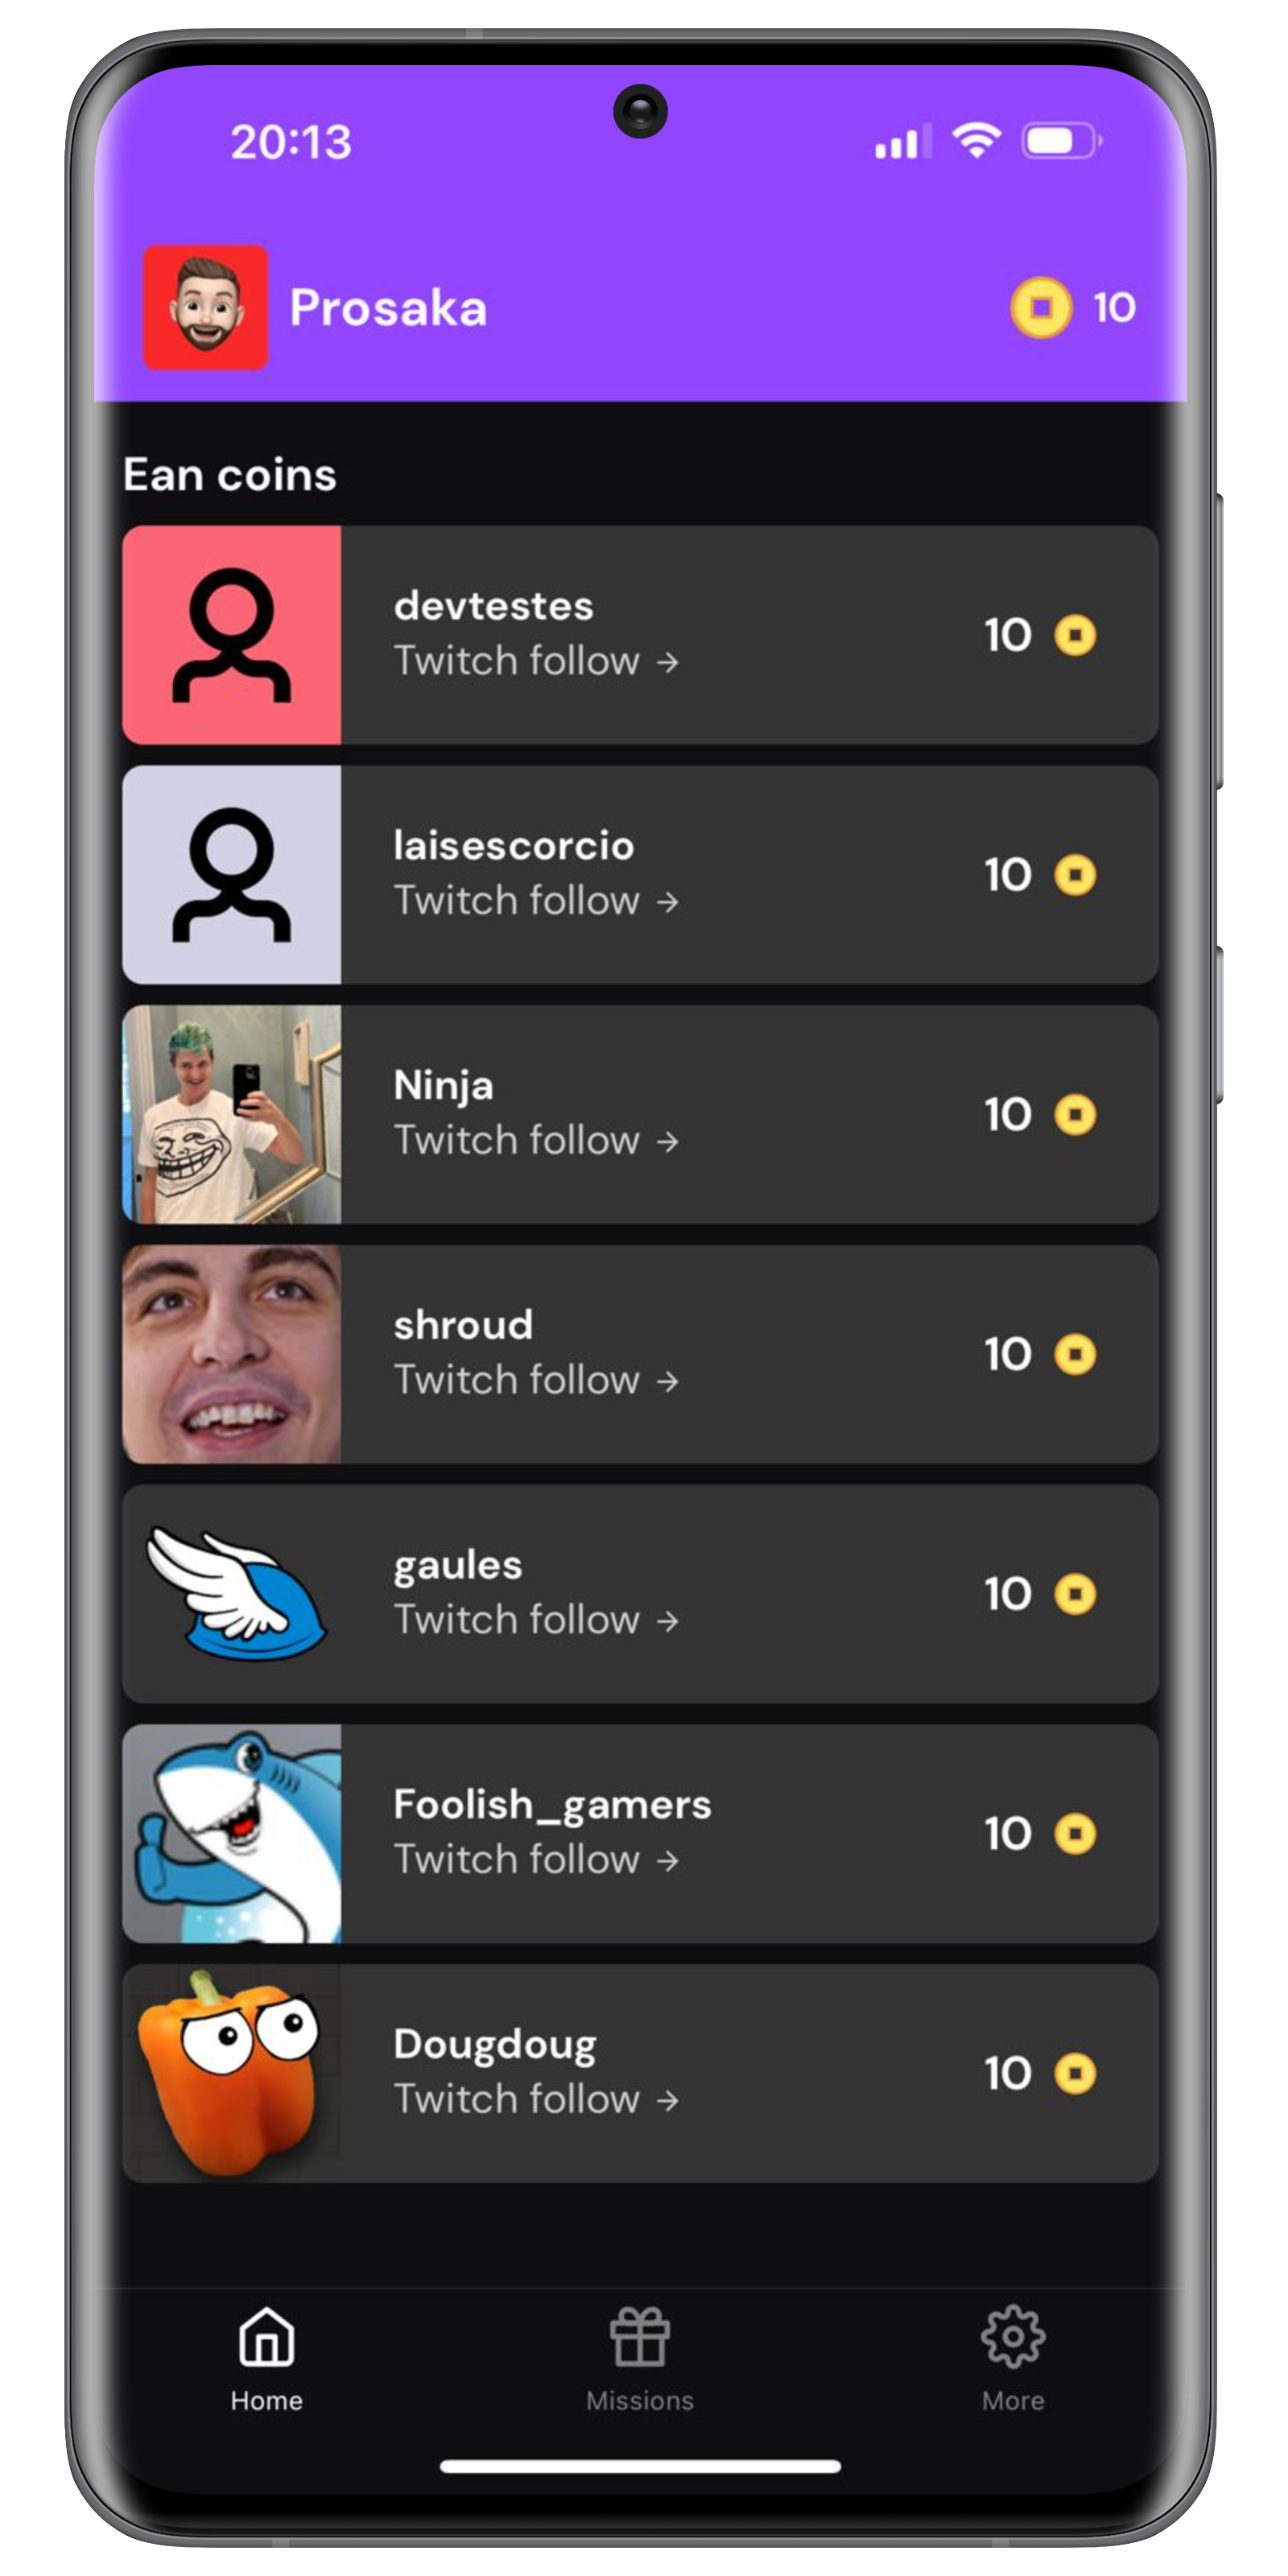 20:13
Prosaka
10
Ean coins
devtestes
Twitch follow →
10
laisescorcio
Twitch follow →
10
Ninja
Twitch follow →
10
shroud
Twitch follow →
10
gaules
Twitch follow →
10
Foolish_gamers
Twitch follow →
10
Dougdoug
Twitch follow →
10
Home
Missions
More